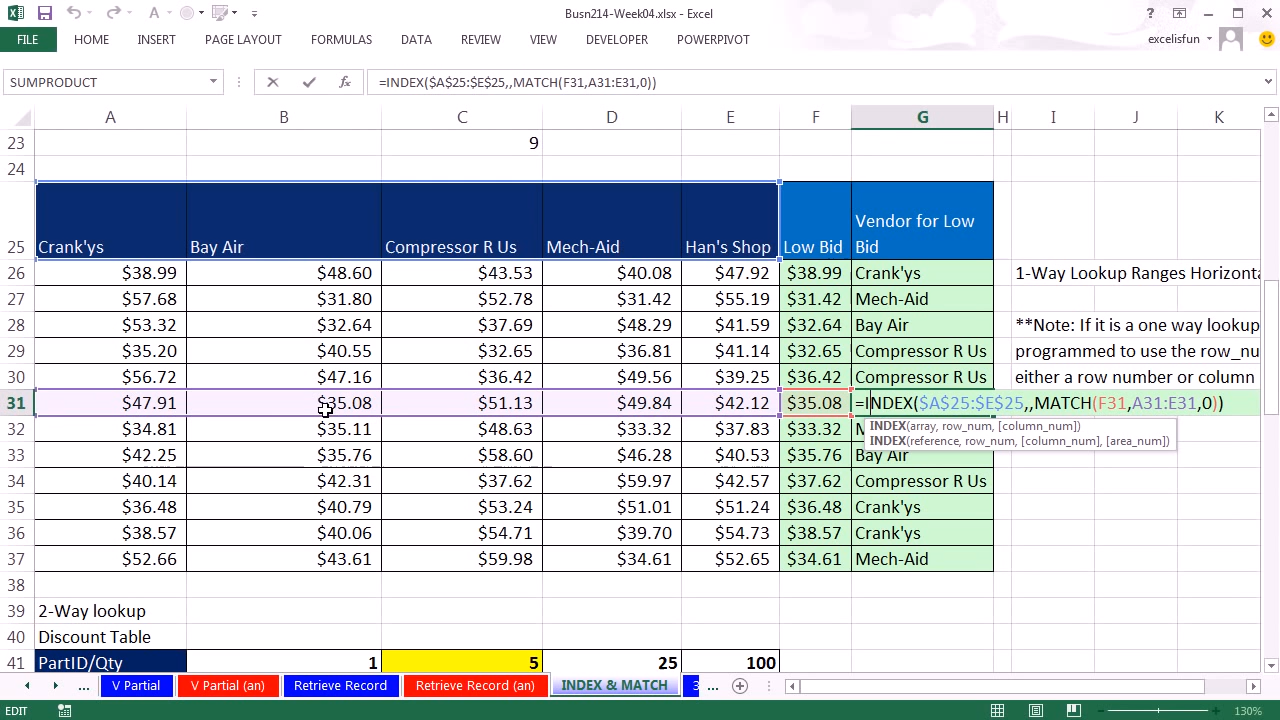 Busn214-Week04.xlsx - Excel
FILE HOME INSERT PAGE LAYOUT FORMULAS DATA REVIEW VIEW DEVELOPER POWERPIVOT excelisfun
SUMPRODUCT =INDEX($A$25:$E$25,,MATCH(F31,A31:E31,0))
A B C D E F G H I J K
23 9
24
25 Crank'ys Bay Air Compressor R Us Mech-Aid Han's Shop Low Bid Vendor for Low Bid
26 $38.99 $48.60 $43.53 $40.08 $47.92 $38.99 Crank'ys 1-Way Lookup Ranges Horizonta
27 $57.68 $31.80 $52.78 $31.42 $55.19 $31.42 Mech-Aid
28 $53.32 $32.64 $37.69 $48.29 $41.59 $32.64 Bay Air **Note: If it is a one way lookup
29 $35.20 $40.55 $32.65 $36.81 $41.14 $32.65 Compressor R Us programmed to use the row_nu
30 $56.72 $47.16 $36.42 $49.56 $39.25 $36.42 Compressor R Us either a row number or column
31 $47.91 $35.08 $51.13 $49.84 $42.12 $35.08 =INDEX($A$25:$E$25,,MATCH(F31,A31:E31,0))
INDEX(array, row_num, [column_num])
INDEX(reference, row_num, [column_num], [area_num])
32 $34.81 $35.11 $48.63 $33.32 $37.83 $33.32
33 $42.25 $35.76 $58.60 $46.28 $40.53 $35.76 Bay Air
34 $40.14 $42.31 $37.62 $59.97 $42.57 $37.62 Compressor R Us
35 $36.48 $40.79 $53.24 $51.01 $51.24 $36.48 Crank'ys
36 $38.57 $40.06 $54.71 $39.70 $54.73 $38.57 Crank'ys
37 $52.66 $43.61 $59.98 $34.61 $52.65 $34.61 Mech-Aid
38
39 2-Way lookup
40 Discount Table
41 PartID/Qty 1 5 25 100
... V Partial V Partial (an) Retrieve Record Retrieve Record (an) INDEX & MATCH 3 ...
EDIT 130%